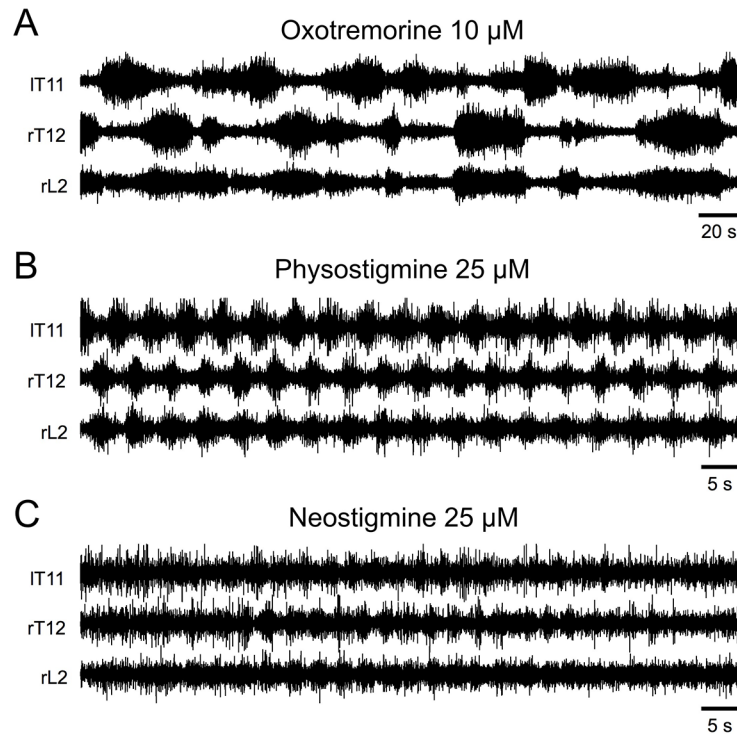 A
Oxotremorine 10 µM
lT11
rT12
rL2
20 s
B
Physostigmine 25 µM
lT11
rT12
rL2
5 s
C
Neostigmine 25 µM
lT11
rT12
rL2
5 s